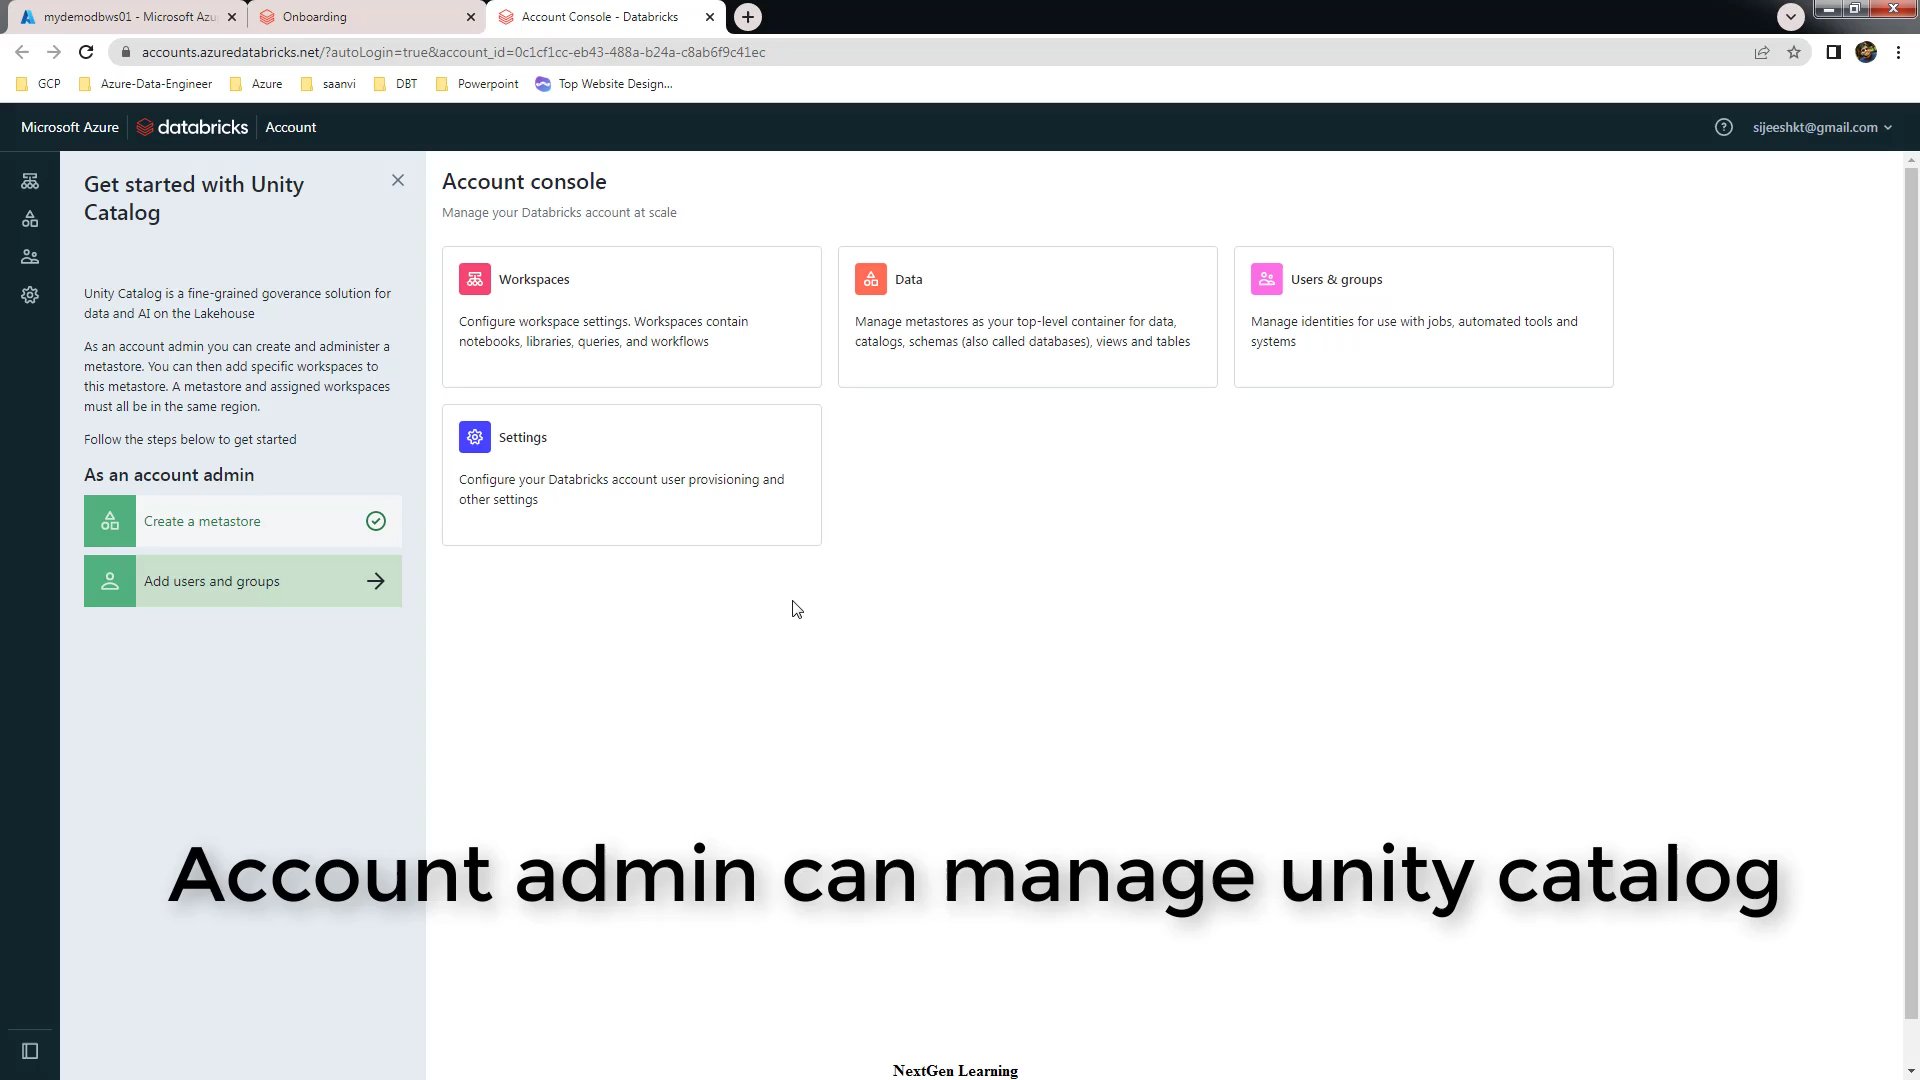 mydemodbws01 - Microsoft Azu
Onboarding
Account Console - Databricks
accounts.azuredatabricks.net/?autoLogin=true&account_id=0c1cf1cc-eb43-488a-b24a-c8ab6f9c41ec
GCP
Azure-Data-Engineer
Azure
saanvi
DBT
Powerpoint
Top Website Design...
Microsoft Azure
databricks
Account
sijeeshkt@gmail.com
Get started with Unity
Catalog
Unity Catalog is a fine-grained goverance solution for
data and AI on the Lakehouse
As an account admin you can create and administer a
metastore. You can then add specific workspaces to
this metastore. A metastore and assigned workspaces
must all be in the same region.
Follow the steps below to get started
As an account admin
Create a metastore
Add users and groups
Account console
Manage your Databricks account at scale
Workspaces
Configure workspace settings. Workspaces contain
notebooks, libraries, queries, and workflows
Data
Manage metastores as your top-level container for data,
catalogs, schemas (also called databases), views and tables
Users & groups
Manage identities for use with jobs, automated tools and
systems
Settings
Configure your Databricks account user provisioning and
other settings
Account admin can manage unity catalog
NextGen Learning